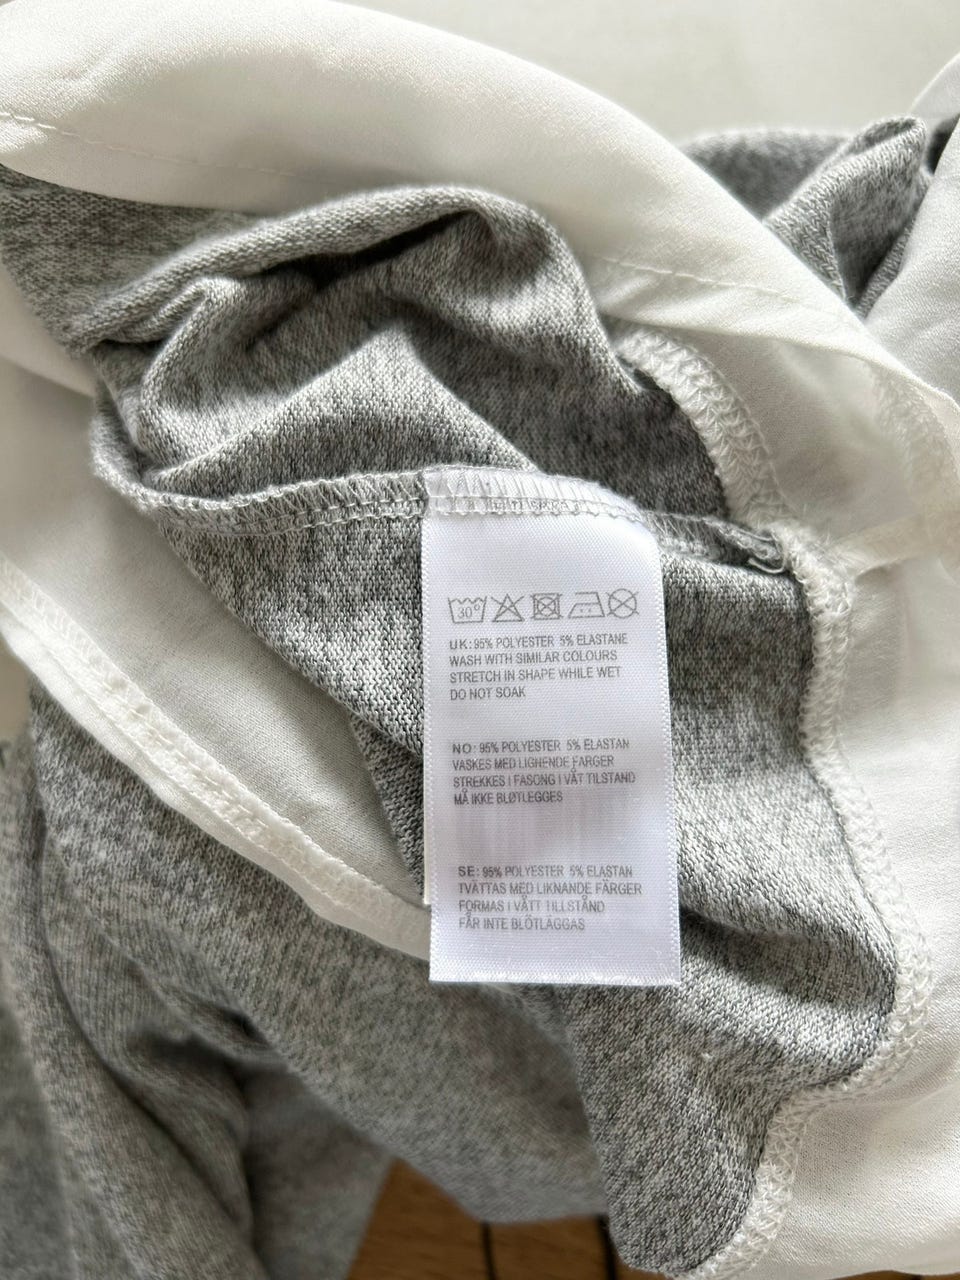 30°
UK: 95% POLYESTER 5% ELASTANE
WASH WITH SIMILAR COLOURS
STRETCH IN SHAPE WHILE WET
DO NOT SOAK
NO: 95% POLYESTER 5% ELASTAN
VASKES MED LIGNENDE FARGER
STREKKES I FASONG I VÅT TILSTAND
MÅ IKKE BLØTLEGGES
SE: 95% POLYESTER 5% ELASTAN
TVÄTTAS MED LIKNANDE FÄRGER
FORMAS I VÅTT TILLSTÅND
FÅR INTE BLÖTLÄGGAS